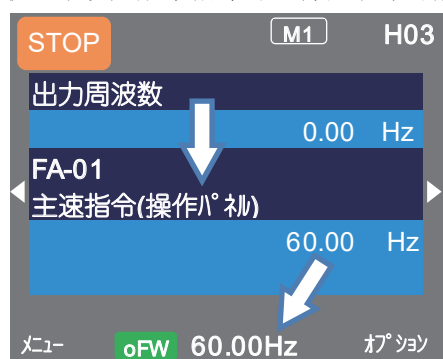 STOP M1 H03
出力周波数
0.00 Hz
FA-01
主速指令(操作ﾊﾟﾈﾙ)
60.00 Hz
ﾒﾆｭｰ oFW 60.00Hz ｵﾌﾟｼｮﾝ